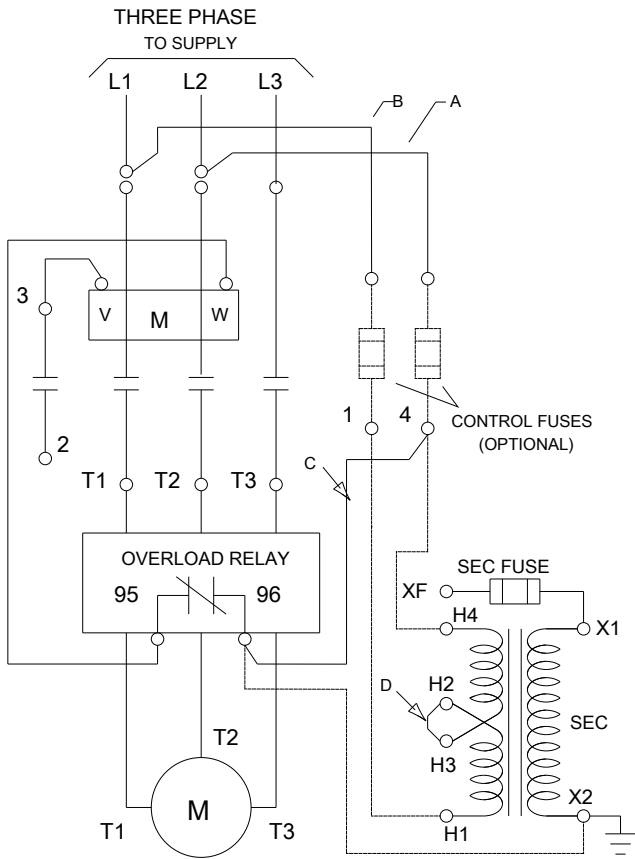 THREE PHASE
TO SUPPLY
L1 L2 L3
B A
3
V M W
2
1 4
CONTROL FUSES
(OPTIONAL)
T1 T2 T3
C
OVERLOAD RELAY
95 96
SEC FUSE
XF
H4
X1
D
H2
SEC
H3
T2
M
X2
T1 T3
H1